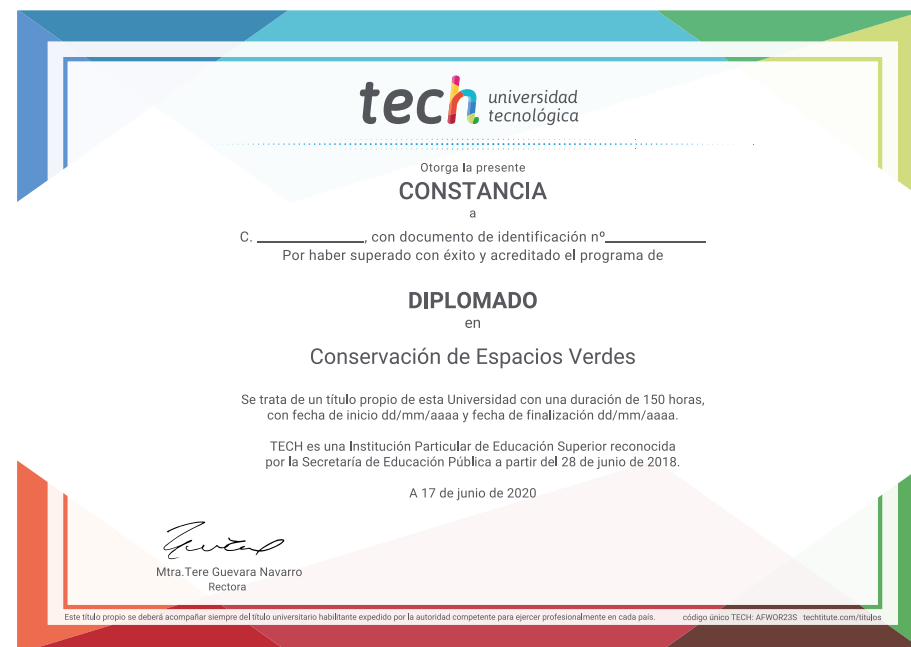 tech universidad
tecnológica
Otorga la presente
CONSTANCIA
a
C. ______________, con documento de identificación nº_____________
Por haber superado con éxito y acreditado el programa de
DIPLOMADO
en
Conservación de Espacios Verdes
Se trata de un título propio de esta Universidad con una duración de 150 horas,
con fecha de inicio dd/mm/aaaa y fecha de finalización dd/mm/aaaa.
TECH es una Institución Particular de Educación Superior reconocida
por la Secretaría de Educación Pública a partir del 28 de junio de 2018.
A 17 de junio de 2020
Mtra.Tere Guevara Navarro
Rectora
Este título propio se deberá acompañar siempre del título universitario habilitante expedido por la autoridad competente para ejercer profesionalmente en cada país. código único TECH: AFWOR23S techtitute.com/titulos